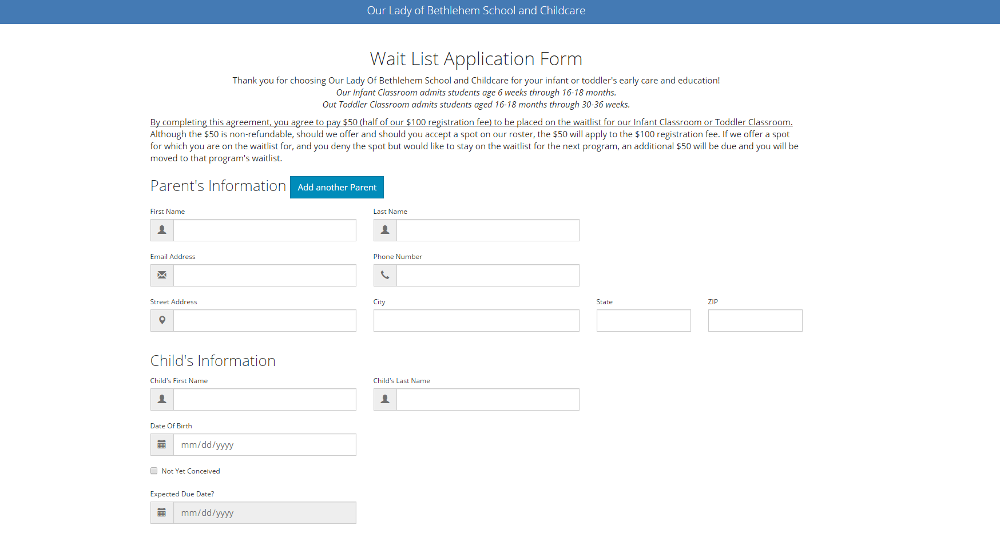 Our Lady of Bethlehem School and Childcare
Wait List Application Form
Thank you for choosing Our Lady Of Bethlehem School and Childcare for your infant or toddler's early care and education!
Our Infant Classroom admits students age 6 weeks through 16-18 months.
Out Toddler Classroom admits students aged 16-18 months through 30-36 weeks.
By completing this agreement, you agree to pay $50 (half of our $100 registration fee) to be placed on the waitlist for our Infant Classroom or Toddler Classroom.
Although the $50 is non-refundable, should we offer and should you accept a spot on our roster, the $50 will apply to the $100 registration fee. If we offer a spot
for which you are on the waitlist for, and you deny the spot but would like to stay on the waitlist for the next program, an additional $50 will be due and you will be
moved to that program's waitlist.
Parent's Information Add another Parent
First Name Last Name
Email Address Phone Number
Street Address City State ZIP
Child's Information
Child's First Name Child's Last Name
Date Of Birth
mm/dd/yyyy
Not Yet Conceived
Expected Due Date?
mm/dd/yyyy